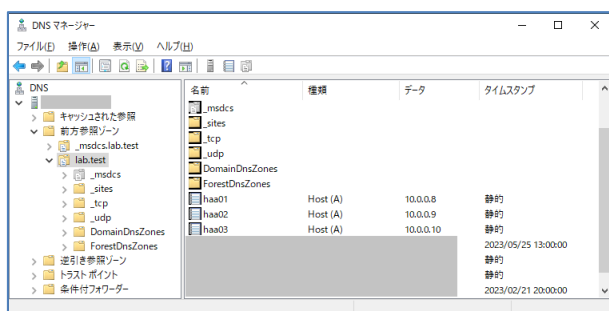 DNS マネージャー
ファイル(F) 操作(A) 表示(V) ヘルプ(H)
DNS
キャッシュされた参照
前方参照ゾーン
_msdcs.lab.test
lab.test
_msdcs
_sites
_tcp
_udp
DomainDnsZones
ForestDnsZones
逆引き参照ゾーン
トラスト ポイント
条件付フォワーダー
名前 種類 データ タイムスタンプ
_msdcs
_sites
_tcp
_udp
DomainDnsZones
ForestDnsZones
haa01 Host (A) 10.0.0.8 静的
haa02 Host (A) 10.0.0.9 静的
haa03 Host (A) 10.0.0.10 静的
2023/05/25 13:00:00
静的
静的
2023/02/21 20:00:00